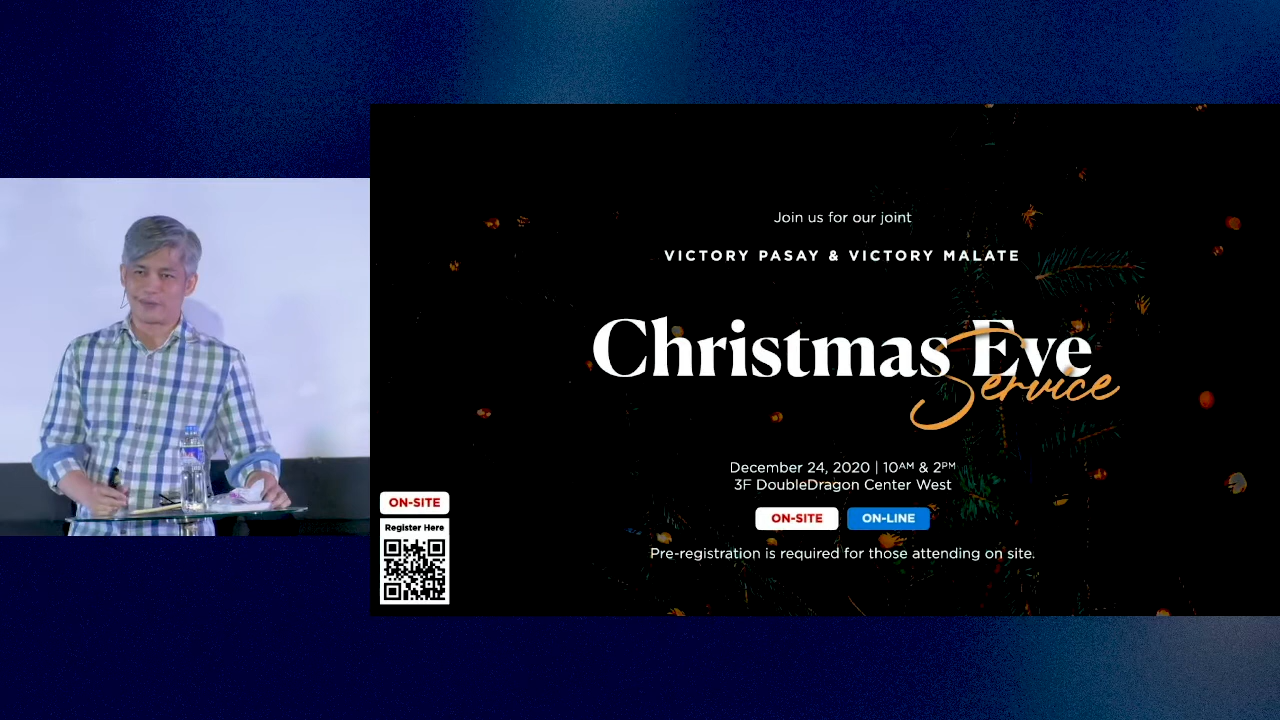 Join us for our joint
VICTORY PASAY & VICTORY MALATE
Christmas Eve
Service
December 24, 2020 | 10AM & 2PM
3F DoubleDragon Center West
ON-SITE ON-LINE
Pre-registration is required for those attending on site.
ON-SITE
Register Here